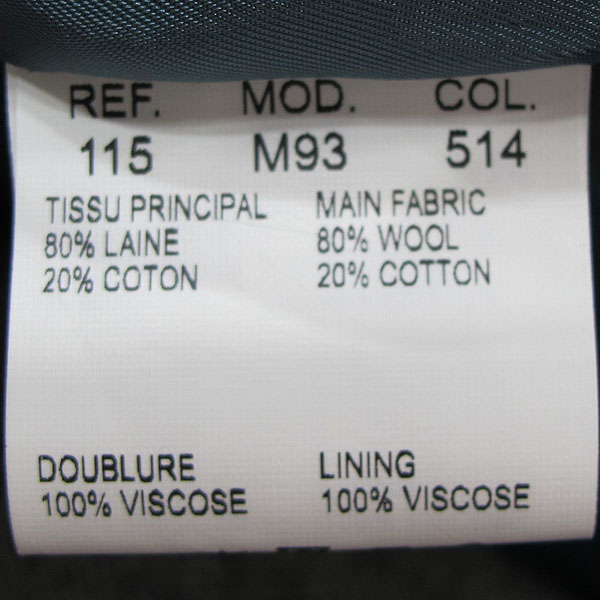 REF. MOD. COL.
115 M93 514
TISSU PRINCIPAL MAIN FABRIC
80% LAINE 80% WOOL
20% COTON 20% COTTON
DOUBLURE LINING
100% VISCOSE 100% VISCOSE